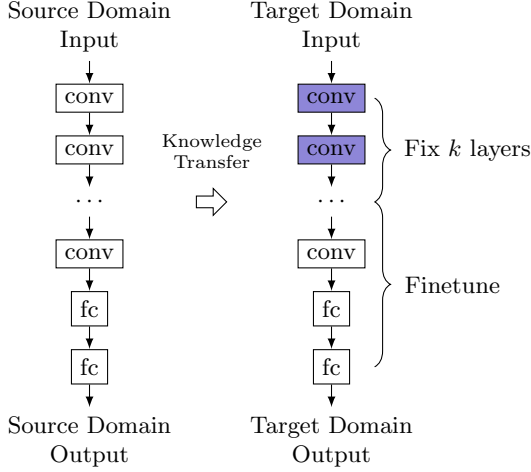 Source Domain
Input
conv
conv
...
conv
fc
fc
Source Domain
Output
Knowledge
Transfer
Target Domain
Input
conv
conv
...
conv
fc
fc
Target Domain
Output
Fix k layers
Finetune